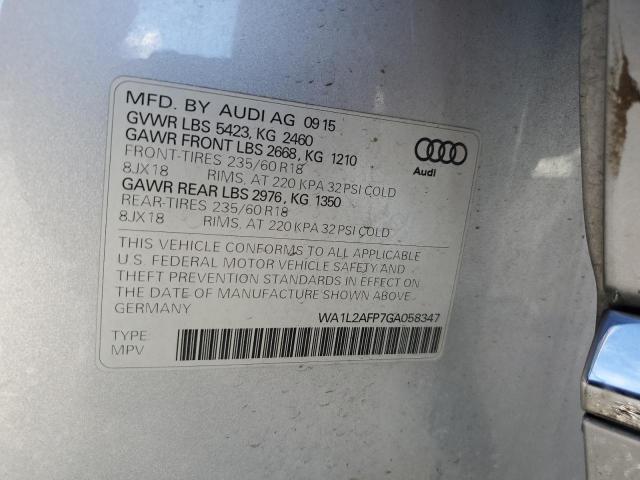 MFD. BY AUDI AG 09 15
GVWR LBS 5423, KG 2460
GAWR FRONT LBS 2668, KG 1210
FRONT-TIRES 235/60 R18
8JX18 RIMS, AT 220 KPA 32 PSI COLD
GAWR REAR LBS 2976, KG 1350
REAR-TIRES 235/60 R18
8JX18 RIMS, AT 220 KPA 32 PSI COLD
Audi
THIS VEHICLE CONFORMS TO ALL APPLICABLE
U.S. FEDERAL MOTOR VEHICLE SAFETY AND
THEFT PREVENTION STANDARDS IN EFFECT ON
THE DATE OF MANUFACTURE SHOWN ABOVE.
GERMANY
WA1L2AFP7GA058347
TYPE:
MPV